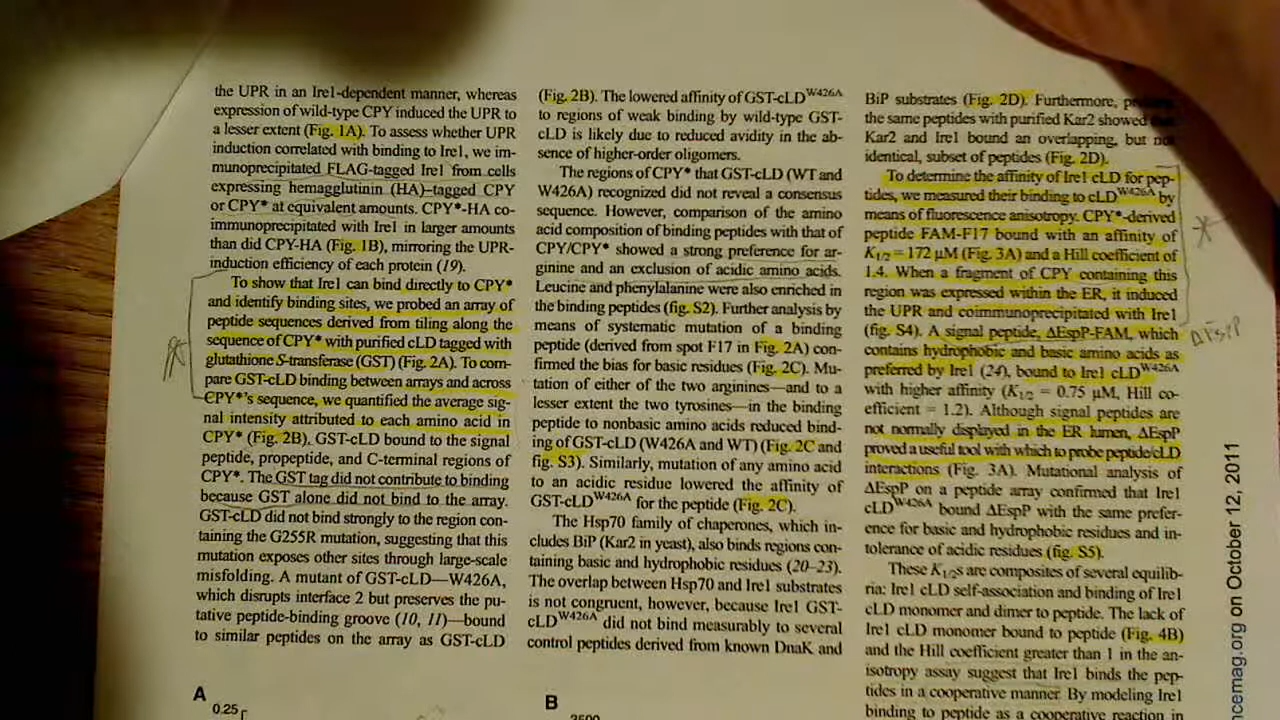 the UPR in an Ire1-dependent manner, whereas
expression of wild-type CPY induced the UPR to
a lesser extent (Fig. 1A). To assess whether UPR
induction correlated with binding to Ire1, we im-
munoprecipitated FLAG-tagged Ire1 from cells
expressing hemagglutinin (HA)–tagged CPY
or CPY* at equivalent amounts. CPY*-HA co-
immunoprecipitated with Ire1 in larger amounts
than did CPY-HA (Fig. 1B), mirroring the UPR-
induction efficiency of each protein (19).
To show that Ire1 can bind directly to CPY*
and identify binding sites, we probed an array of
peptide sequences derived from tiling along the
sequence of CPY* with purified cLD tagged with
glutathione S-transferase (GST) (Fig. 2A). To com-
pare GST-cLD binding between arrays and across
CPY*'s sequence, we quantified the average sig-
nal intensity attributed to each amino acid in
CPY* (Fig. 2B). GST-cLD bound to the signal
peptide, propeptide, and C-terminal regions of
CPY*. The GST tag did not contribute to binding
because GST alone did not bind to the array.
GST-cLD did not bind strongly to the region con-
taining the G255R mutation, suggesting that this
mutation exposes other sites through large-scale
misfolding. A mutant of GST-cLD—W426A,
which disrupts interface 2 but preserves the pu-
tative peptide-binding groove (10, 11)—bound
to similar peptides on the array as GST-cLD
A
0.25
(Fig. 2B). The lowered affinity of GST-cLD^W426A
to regions of weak binding by wild-type GST-
cLD is likely due to reduced avidity in the ab-
sence of higher-order oligomers.
The regions of CPY* that GST-cLD (WT and
W426A) recognized did not reveal a consensus
sequence. However, comparison of the amino
acid composition of binding peptides with that of
CPY/CPY* showed a strong preference for ar-
ginine and an exclusion of acidic amino acids.
Leucine and phenylalanine were also enriched in
the binding peptides (fig. S2). Further analysis by
means of systematic mutation of a binding
peptide (derived from spot F17 in Fig. 2A) con-
firmed the bias for basic residues (Fig. 2C). Mu-
tation of either of the two arginines—and to a
lesser extent the two tyrosines—in the binding
peptide to nonbasic amino acids reduced bind-
ing of GST-cLD (W426A and WT) (Fig. 2C and
fig. S3). Similarly, mutation of any amino acid
to an acidic residue lowered the affinity of
GST-cLD^W426A for the peptide (Fig. 2C).
The Hsp70 family of chaperones, which in-
cludes BiP (Kar2 in yeast), also binds regions con-
taining basic and hydrophobic residues (20–23).
The overlap between Hsp70 and Ire1 substrates
is not congruent, however, because Ire1 GST-
cLD^W426A did not bind measurably to several
control peptides derived from known DnaK and
B
3500
BiP substrates (Fig. 2D). Furthermore,
the same peptides with purified Kar2 showed
Kar2 and Ire1 bound an overlapping, but not
identical, subset of peptides (Fig. 2D).
To determine the affinity of Ire1 cLD for pep-
tides, we measured their binding to cLD^W426A by
means of fluorescence anisotropy. CPY*-derived
peptide FAM-F17 bound with an affinity of
K1/2 = 172 μM (Fig. 3A) and a Hill coefficient of
1.4. When a fragment of CPY containing this
region was expressed within the ER, it induced
the UPR and coimmunoprecipitated with Ire1
(fig. S4). A signal peptide, ΔEspP-FAM, which
contains hydrophobic and basic amino acids as
preferred by Ire1 (24), bound to Ire1 cLD^W426A
with higher affinity (K1/2 = 0.75 μM, Hill co-
efficient = 1.2). Although signal peptides are
not normally displayed in the ER lumen, ΔEspP
proved a useful tool with which to probe peptide/cLD
interactions (Fig. 3A). Mutational analysis of
ΔEspP on a peptide array confirmed that Ire1
cLD^W426A bound ΔEspP with the same prefer-
ence for basic and hydrophobic residues and in-
tolerance of acidic residues (fig. S5).
These K1/2s are composites of several equilib-
ria: Ire1 cLD self-association and binding of Ire1
cLD monomer and dimer to peptide. The lack of
Ire1 cLD monomer bound to peptide (Fig. 4B)
and the Hill coefficient greater than 1 in the an-
isotropy assay suggest that Ire1 binds the pep-
tides in a cooperative manner. By modeling Ire1
binding to peptide as a cooperative reaction in
ncemag.org on October 12, 2011